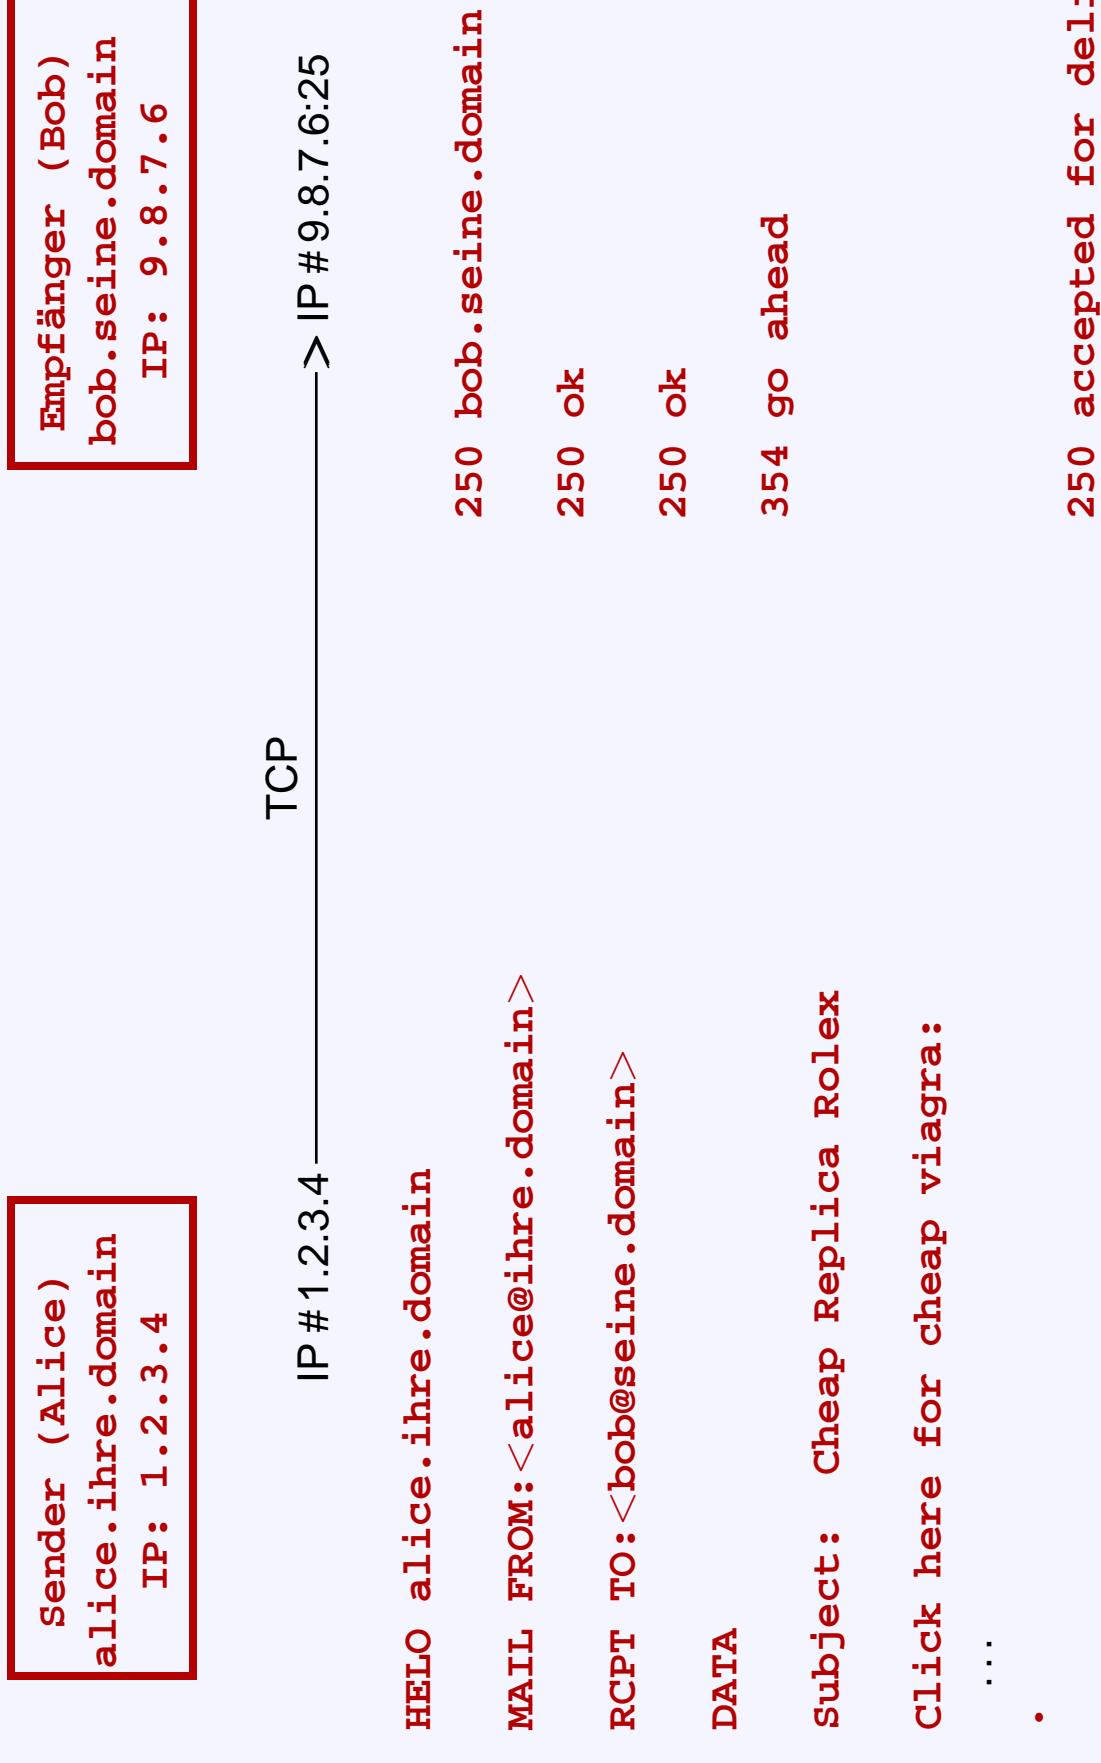 Sender (Alice)
alice.ihre.domain
IP: 1.2.3.4
Empfänger (Bob)
bob.seine.domain
IP: 9.8.7.6
TCP
IP # 1.2.3.4 > IP # 9.8.7.6:25
HELO alice.ihre.domain
250 bob.seine.domain
MAIL FROM:<alice@ihre.domain>
250 ok
RCPT TO:<bob@seine.domain>
250 ok
DATA
354 go ahead
Subject: Cheap Replica Rolex
Click here for cheap viagra:
...
.
250 accepted for